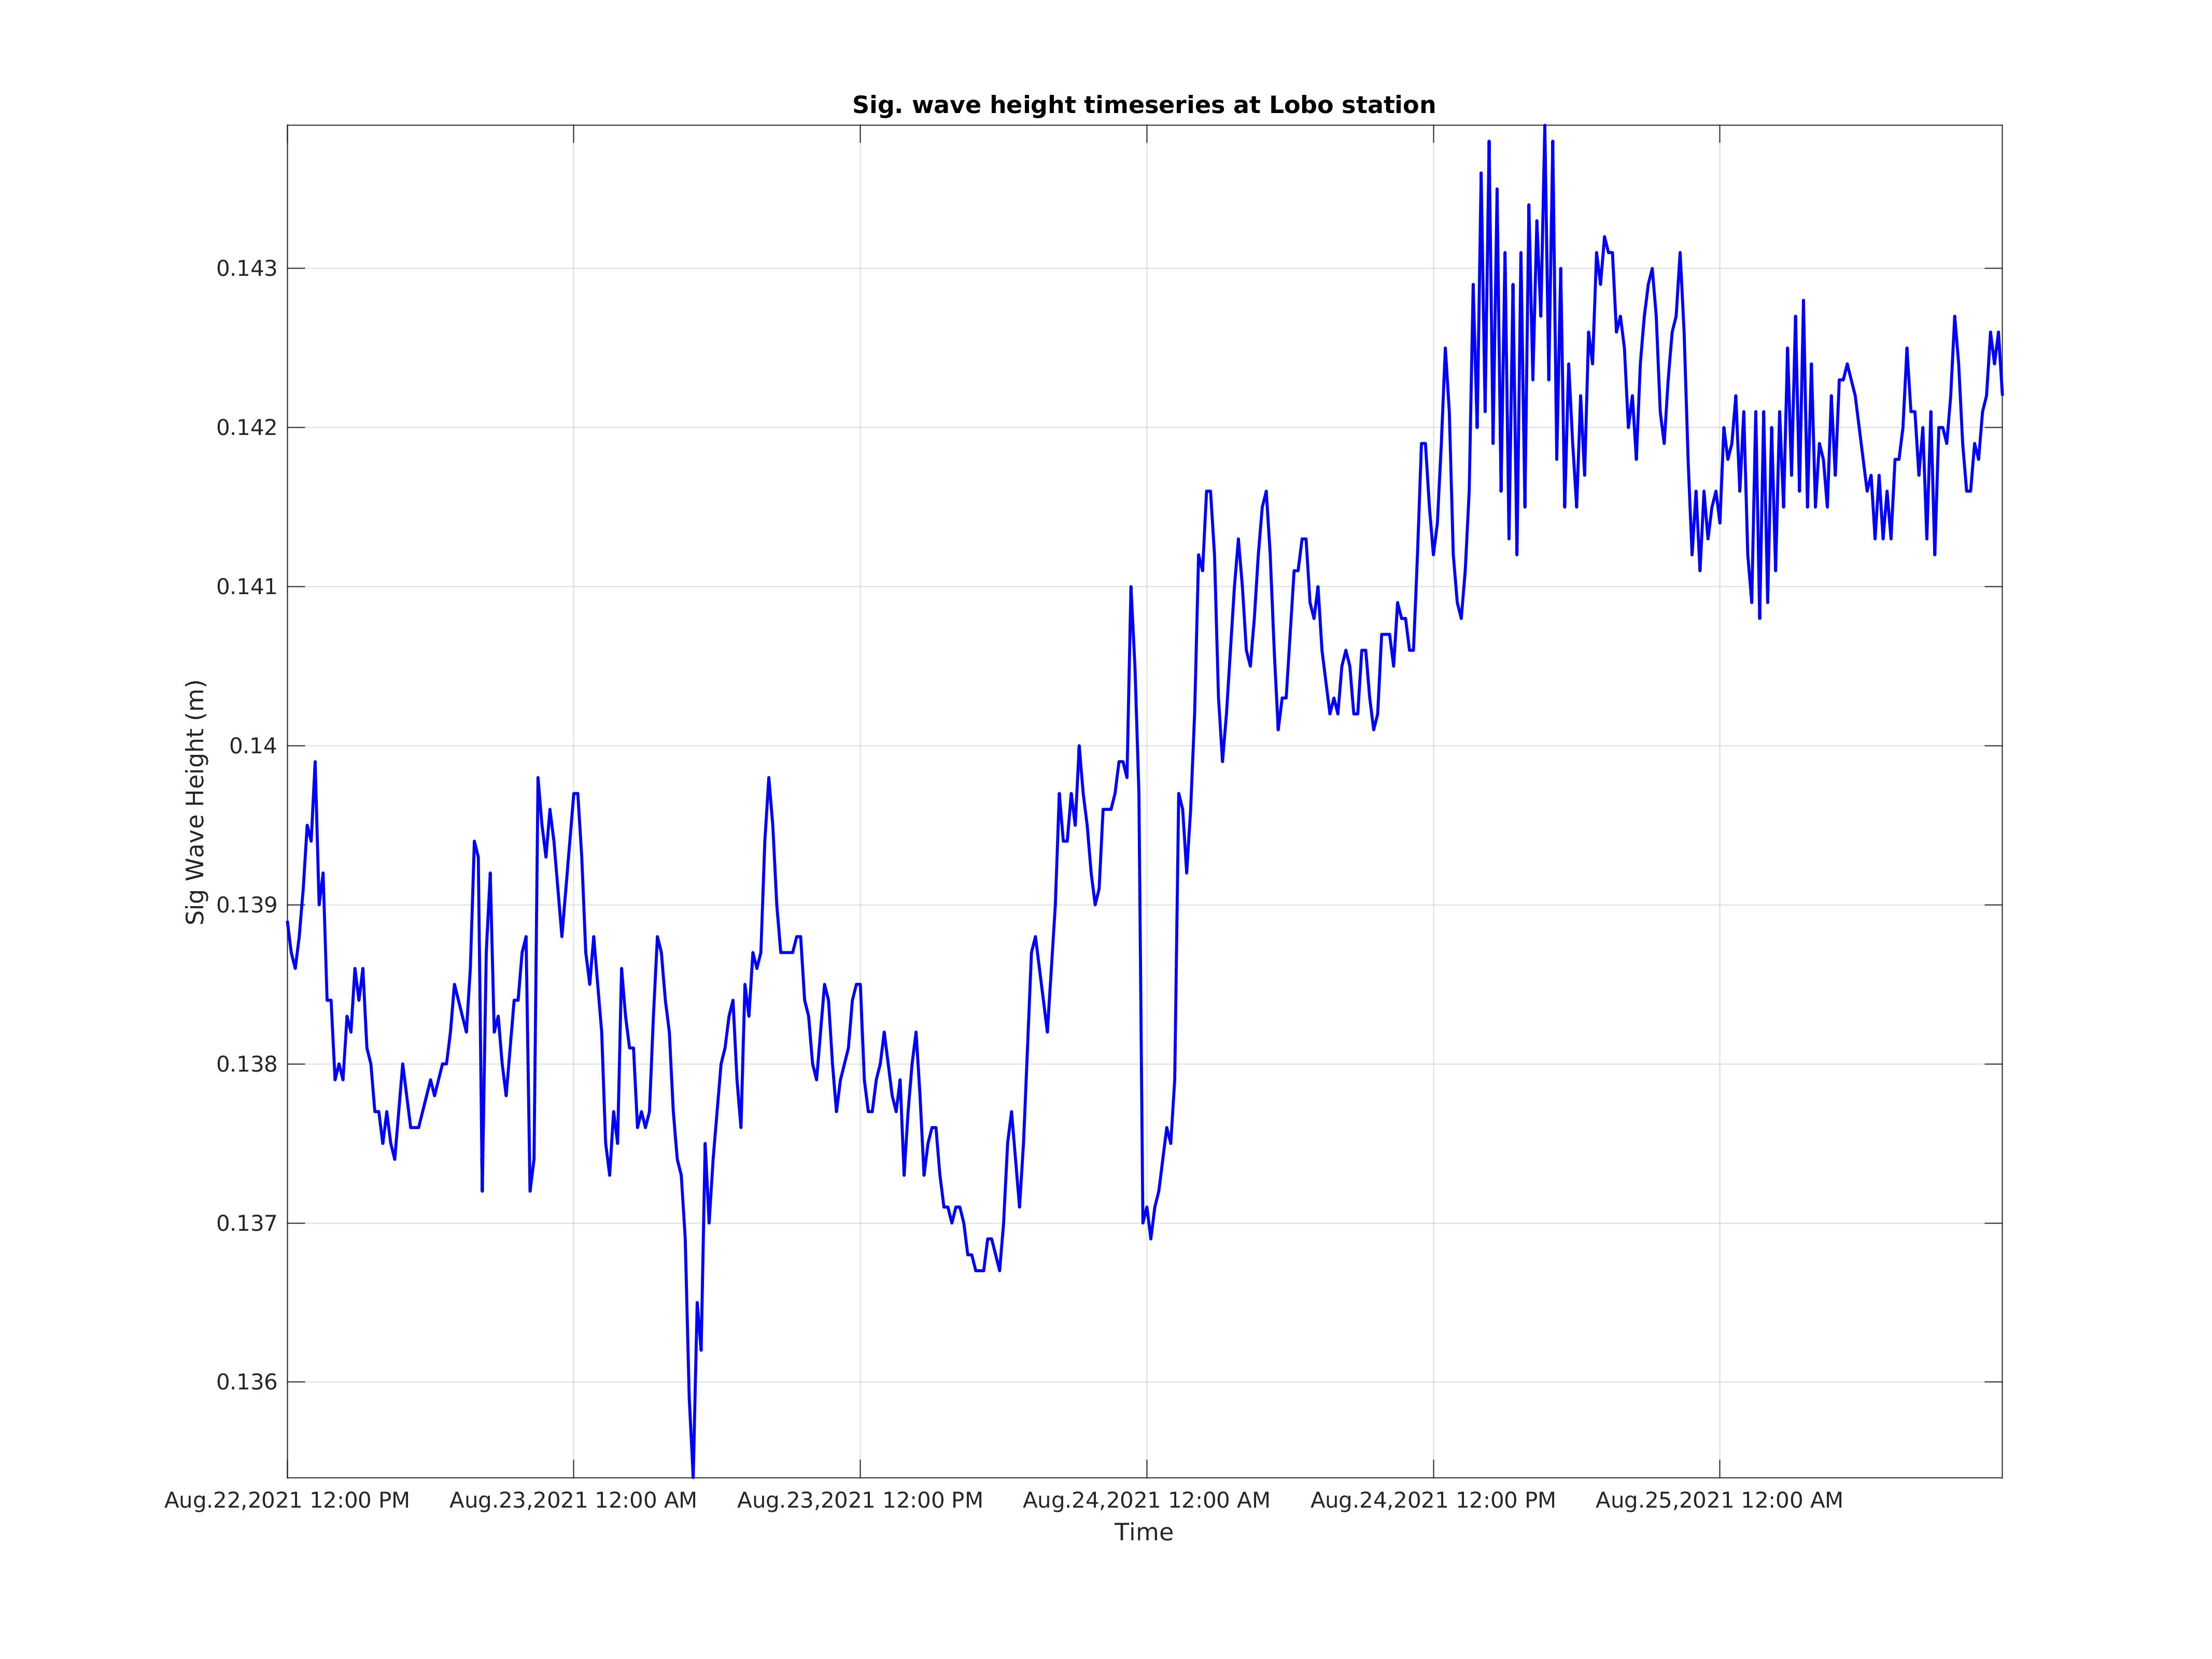 Sig. wave height timeseries at Lobo station
Sig Wave Height (m)
0.143
0.142
0.141
0.14
0.139
0.138
0.137
0.136
Aug.22,2021 12:00 PM
Aug.23,2021 12:00 AM
Aug.23,2021 12:00 PM
Aug.24,2021 12:00 AM
Aug.24,2021 12:00 PM
Aug.25,2021 12:00 AM
Time